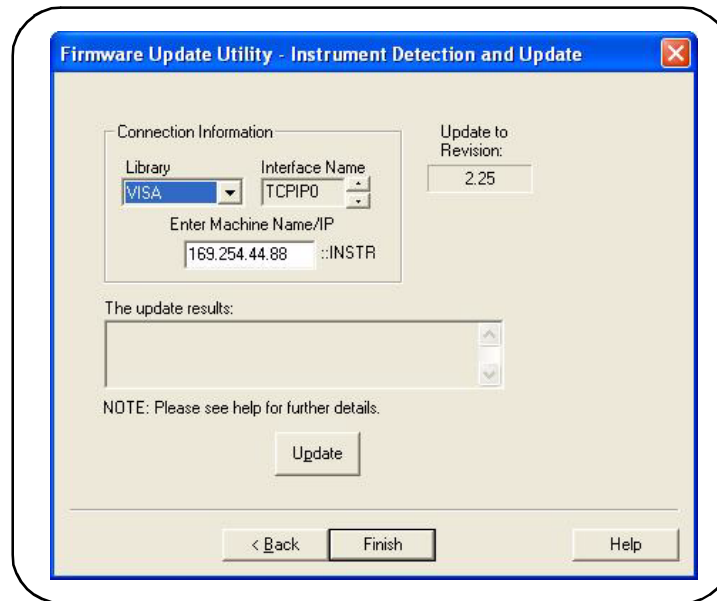 Firmware Update Utility - Instrument Detection and Update
Connection Information
Library
Interface Name
VISA
TCPIP0
Enter Machine Name/IP
169.254.44.88 ::INSTR
Update to
Revision:
2.25
The update results:
NOTE: Please see help for further details.
Update
< Back
Finish
Help